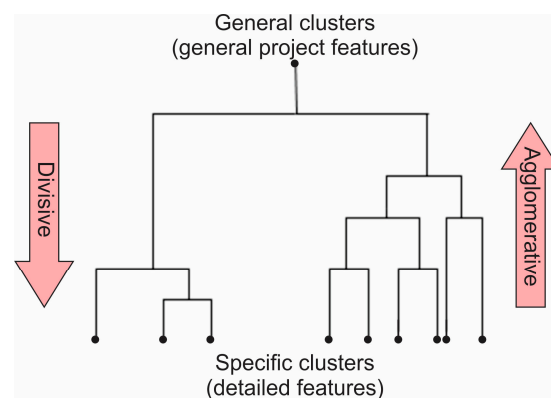 General clusters
(general project features)
Divisive
Agglomerative
Specific clusters
(detailed features)